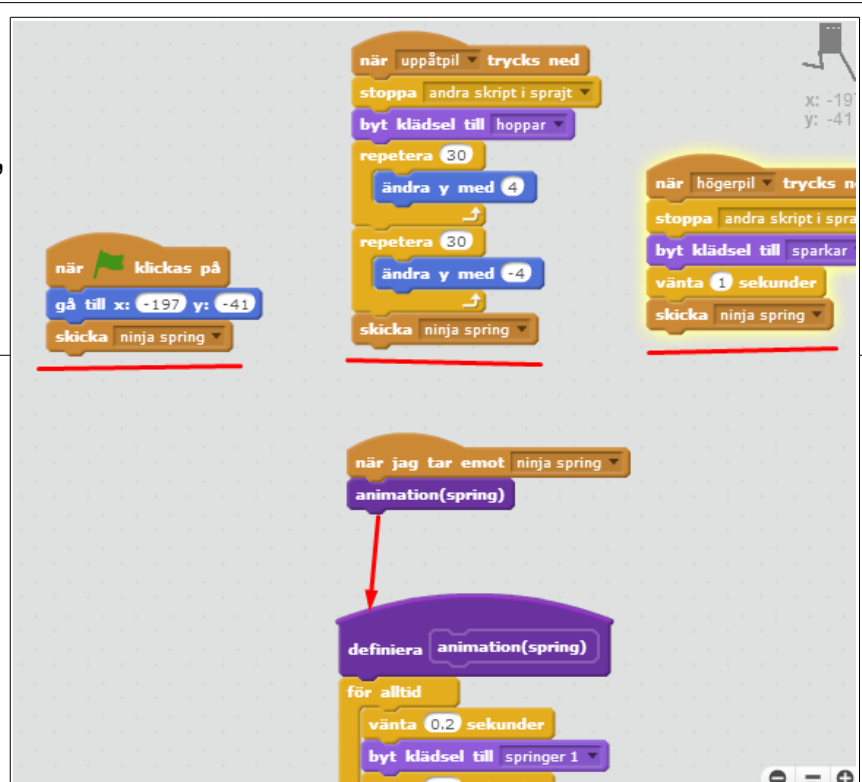 när uppåtpil trycks ned
stoppa andra skript i sprajt
byt klädsel till hoppar
repetera 30
ändra y med 4
repetera 30
ändra y med -4
skicka ninja spring
x: -197
y: -41
när högerpil trycks
stoppa andra skript i
byt klädsel till sparkar
vänta 1 sekunder
skicka ninja spring
när klickas på
gå till x: -197 y: -41
skicka ninja spring
när jag tar emot ninja spring
animation(spring)
definiera animation(spring)
för alltid
vänta 0.2 sekunder
byt klädsel till springer 1